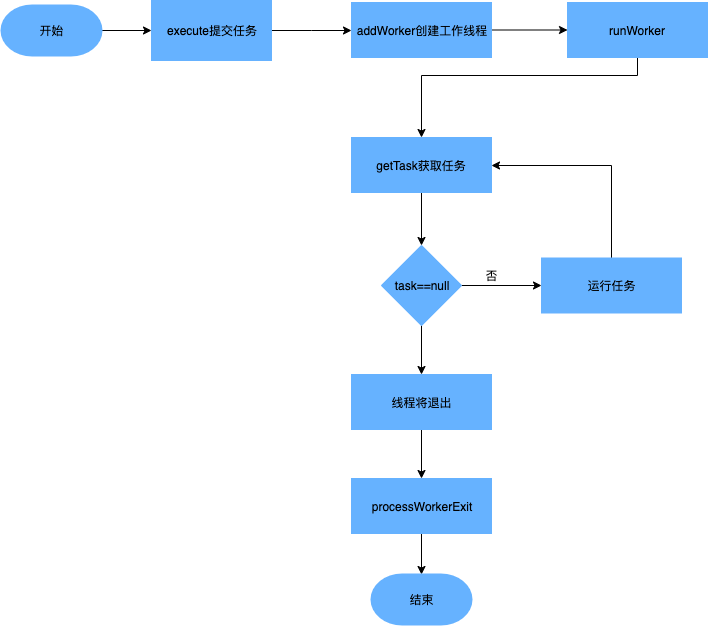 开始
execute提交任务
addWorker创建工作线程
runWorker
getTask获取任务
task==null
否
运行任务
线程将退出
processWorkerExit
结束